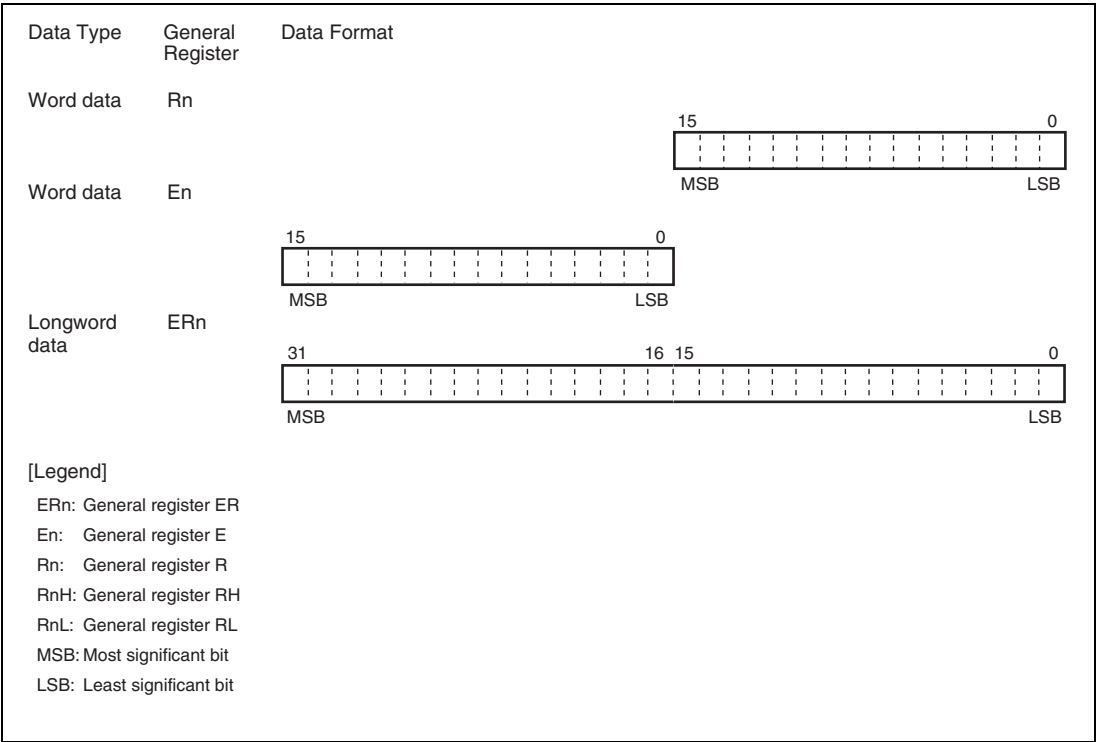 Data Type General Register Data Format
Word data Rn
15 0
MSB LSB
Word data En
15 0
MSB LSB
Longword data ERn
31 16 15 0
MSB LSB
[Legend]
ERn: General register ER
En: General register E
Rn: General register R
RnH: General register RH
RnL: General register RL
MSB: Most significant bit
LSB: Least significant bit